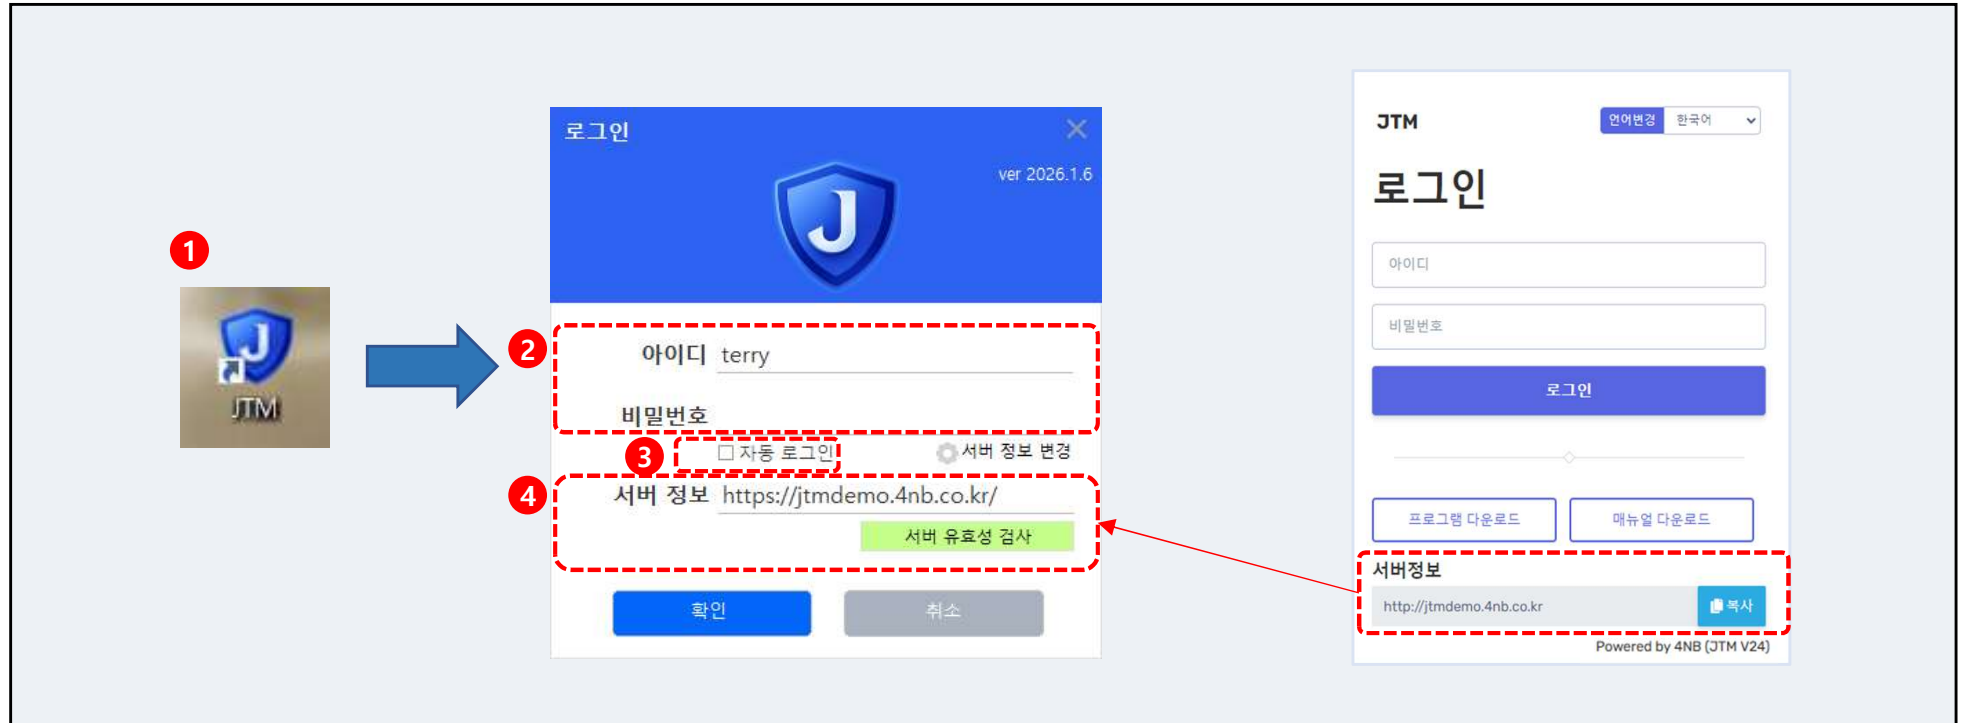 1
JTM
로그인
ver 2026.1.6
2
아이디 terry
비밀번호
3
자동 로그인
서버 정보 변경
4
서버 정보 https://jtmdemo.4nb.co.kr/
서버 유효성 검사
확인
취소
JTM
언어변경 한국어
로그인
아이디
비밀번호
로그인
프로그램 다운로드
매뉴얼 다운로드
서버정보
http://jtmdemo.4nb.co.kr
복사
Powered by 4NB (JTM V24)